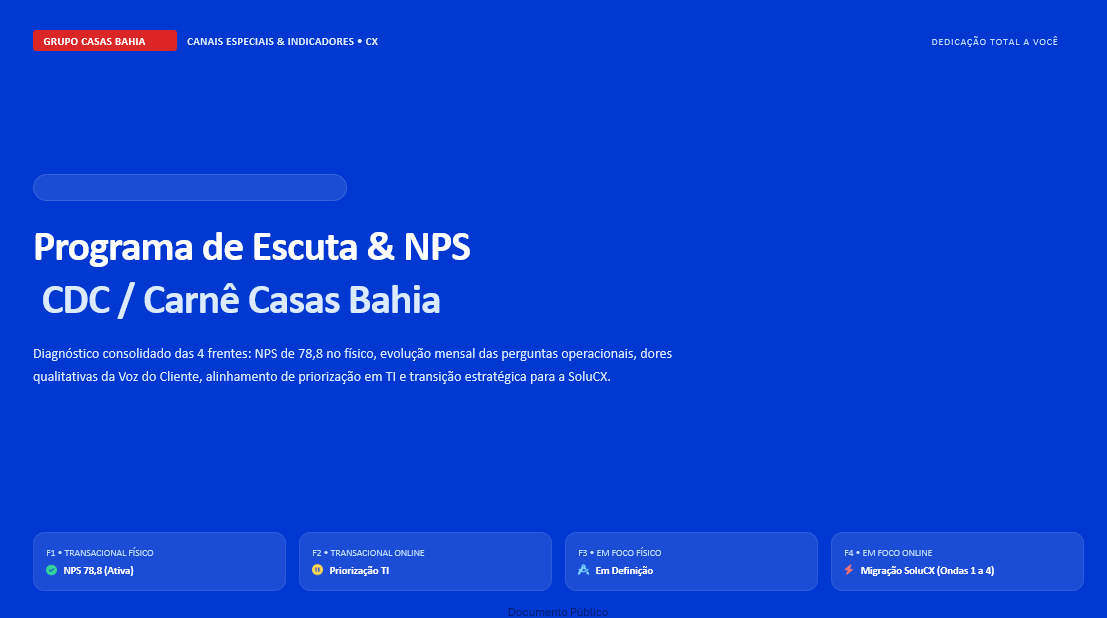 GRUPO CASAS BAHIA
CANAIS ESPECIAIS & INDICADORES • CX
DEDICAÇÃO TOTAL A VOCÊ
Programa de Escuta & NPS
CDC / Carnê Casas Bahia
Diagnóstico consolidado das 4 frentes: NPS de 78,8 no físico, evolução mensal das perguntas operacionais, dores
qualitativas da Voz do Cliente, alinhamento de priorização em TI e transição estratégica para a SoluCX.
F1 • TRANSACIONAL FÍSICO
NPS 78,8 (Ativa)
F2 • TRANSACIONAL ONLINE
Priorização TI
F3 • EM FOCO FÍSICO
Em Definição
F4 • EM FOCO ONLINE
Migração SoluCX (Ondas 1 a 4)
Documento Público